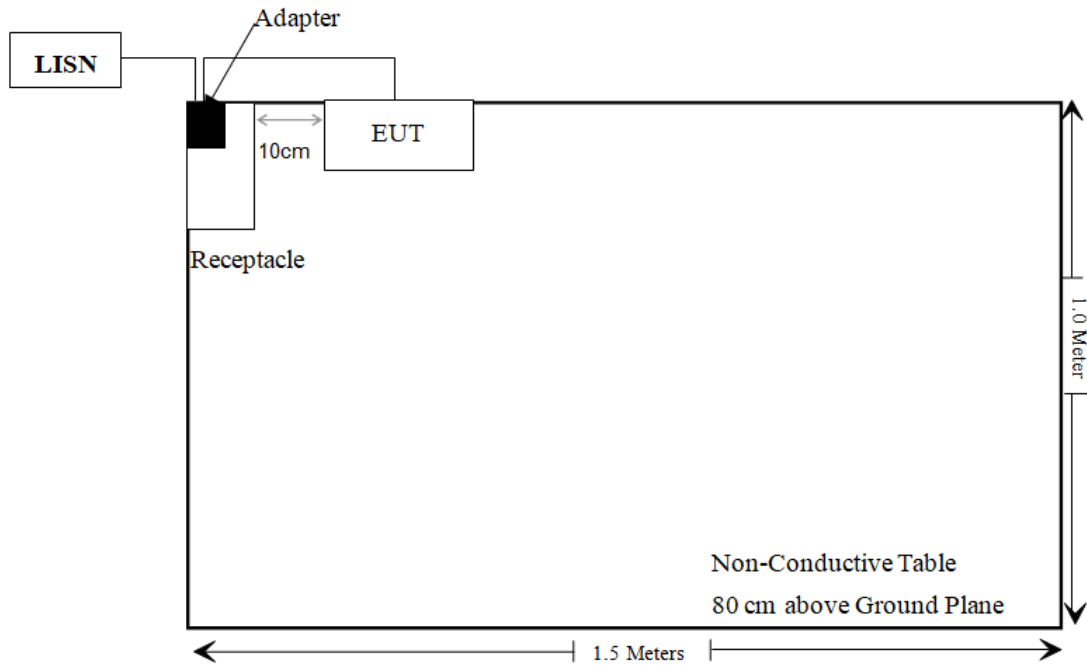 Adapter
LISN
EUT
10cm
Receptacle
1.0 Meter
Non-Conductive Table
80 cm above Ground Plane
1.5 Meters